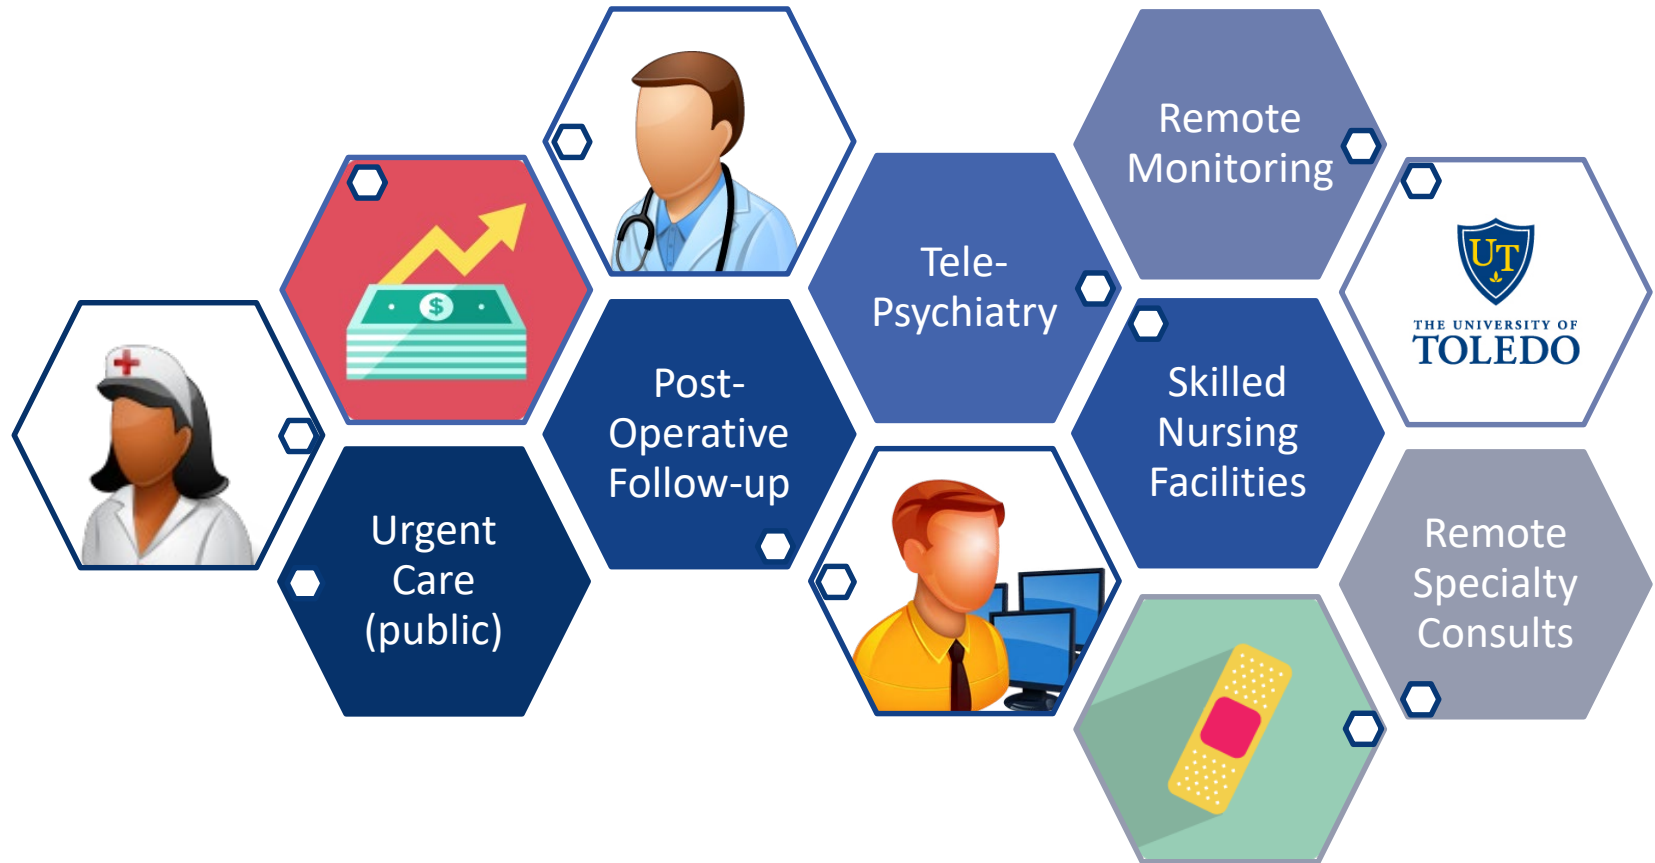 Urgent
Care
(public)
$
Post-
Operative
Follow-up
Tele-
Psychiatry
Remote
Monitoring
Skilled
Nursing
Facilities
UT
THE UNIVERSITY OF
TOLEDO
Remote
Specialty
Consults